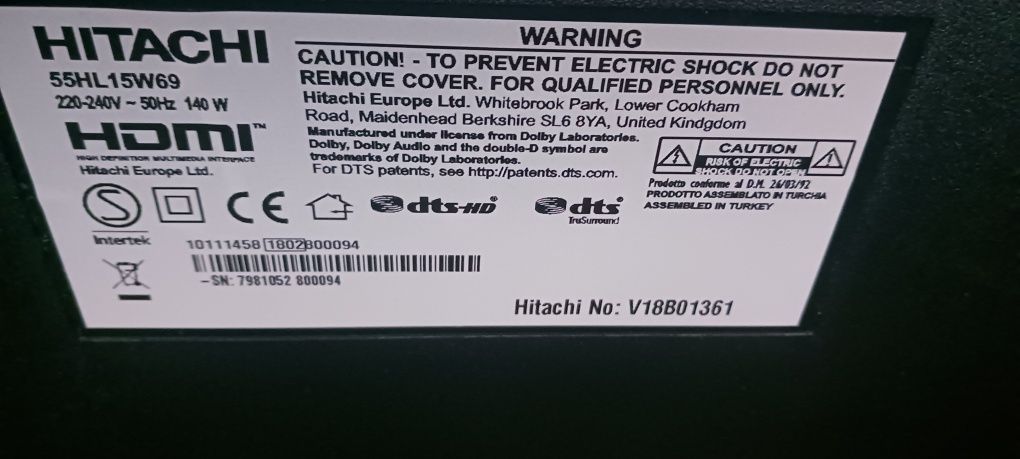 HITACHI
55HL15W69
220-240V ~ 50Hz 140 W
HDMI™
HIGH DEFINITION MULTIMEDIA INTERFACE
Hitachi Europe Ltd.
Intertek
WARNING
CAUTION! - TO PREVENT ELECTRIC SHOCK DO NOT
REMOVE COVER. FOR QUALIFIED PERSONNEL ONLY.
Hitachi Europe Ltd. Whitebrook Park, Lower Cookham
Road, Maidenhead Berkshire SL6 8YA, United Kindgdom
Manufactured under license from Dolby Laboratories.
Dolby, Dolby Audio and the double-D symbol are
trademarks of Dolby Laboratories.
For DTS patents, see http://patents.dts.com.
CAUTION
RISK OF ELECTRIC
SHOCK DO NOT OPEN
Prodotto conforme al D.M. 26/03/92
PRODOTTO ASSEMBLATO IN TURCHIA
ASSEMBLED IN TURKEY
S
CE
dts-HD
dts
TruSurround
10111458 1802 800094
-SN: 7981052 800094
Hitachi No: V18B01361